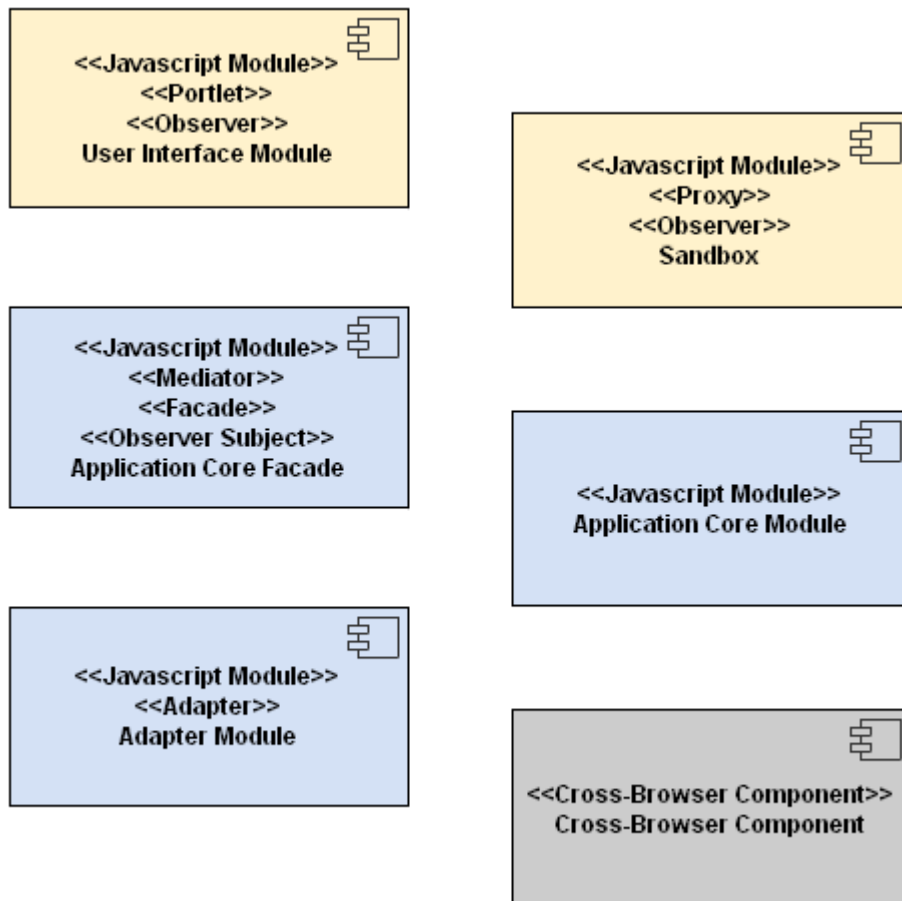 <<Javascript Module>>
<<Portlet>>
<<Observer>>
User Interface Module
<<Javascript Module>>
<<Proxy>>
<<Observer>>
Sandbox
<<Javascript Module>>
<<Mediator>>
<<Facade>>
<<Observer Subject>>
Application Core Facade
<<Javascript Module>>
Application Core Module
<<Javascript Module>>
<<Adapter>>
Adapter Module
<<Cross-Browser Component>>
Cross-Browser Component